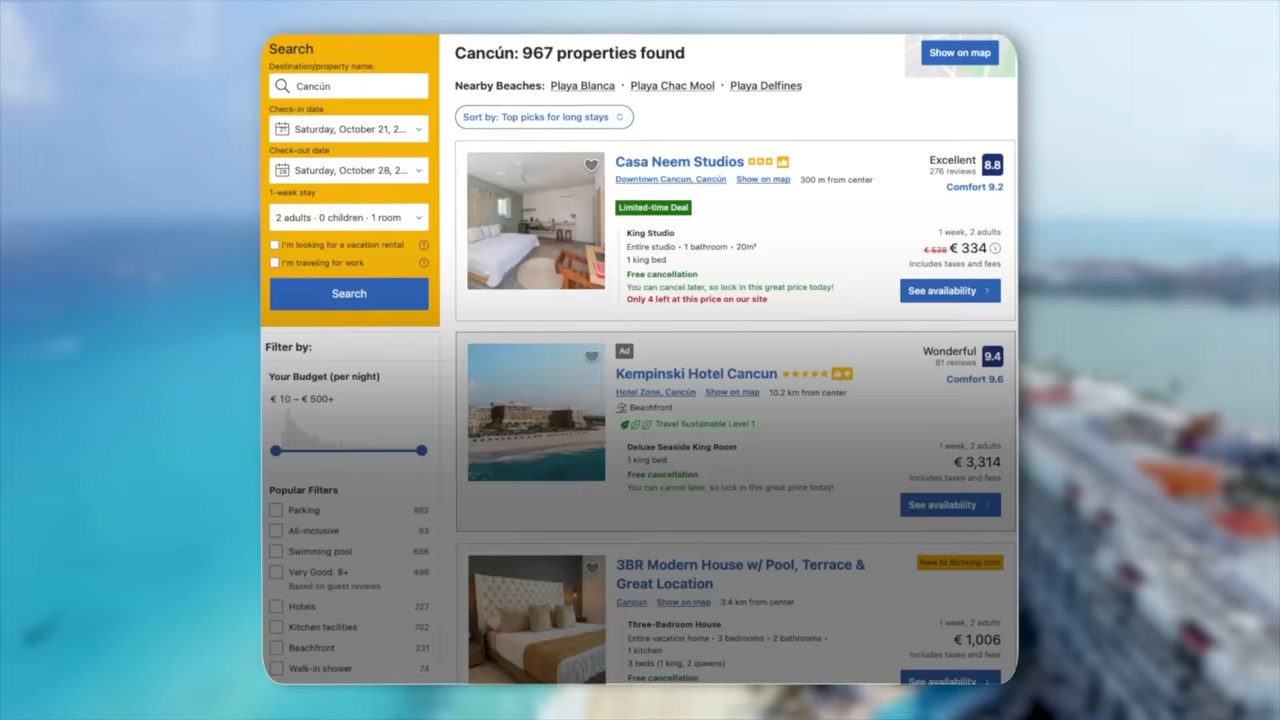 Search
Destination/property name:
Cancún
Check-in date
Saturday, October 21, 2...
Check-out date
Saturday, October 28, 2...
1-week stay
2 adults · 0 children · 1 room
I'm looking for a vacation rental
I'm traveling for work
Search
Filter by:
Your Budget (per night)
€ 10 – € 500+
Popular Filters
Parking 862
All-inclusive 83
Swimming pool 666
Very Good: 8+ 496
Based on guest reviews
Hotels 227
Kitchen facilities 702
Beachfront 231
Walk-in shower 74
Cancún: 967 properties found
Show on map
Nearby Beaches: Playa Blanca · Playa Chac Mool · Playa Delfines
Sort by: Top picks for long stays
Casa Neem Studios
Downtown Cancun, Cancún Show on map 300 m from center
Limited-time Deal
King Studio
Entire studio • 1 bathroom • 20m²
1 king bed
Free cancellation
You can cancel later, so lock in this great price today!
Only 4 left at this price on our site
Excellent 8.8
276 reviews
Comfort 9.2
1 week, 2 adults
€ 538 € 334
Includes taxes and fees
See availability
Ad
Kempinski Hotel Cancun
Hotel Zone, Cancún Show on map 10.2 km from center
Beachfront
Travel Sustainable Level 1
Deluxe Seaside King Room
1 king bed
Free cancellation
You can cancel later, so lock in this great price today!
Wonderful 9.4
81 reviews
Comfort 9.6
1 week, 2 adults
€ 3,314
Includes taxes and fees
See availability
3BR Modern House w/ Pool, Terrace &
Great Location
Cancún Show on map 3.4 km from center
Three-Bedroom House
Entire vacation home • 3 bedrooms • 2 bathrooms •
1 kitchen
3 beds (1 king, 2 queens)
Free cancellation
New to Booking.com
1 week, 2 adults
€ 1,006
Includes taxes and fees
See availability